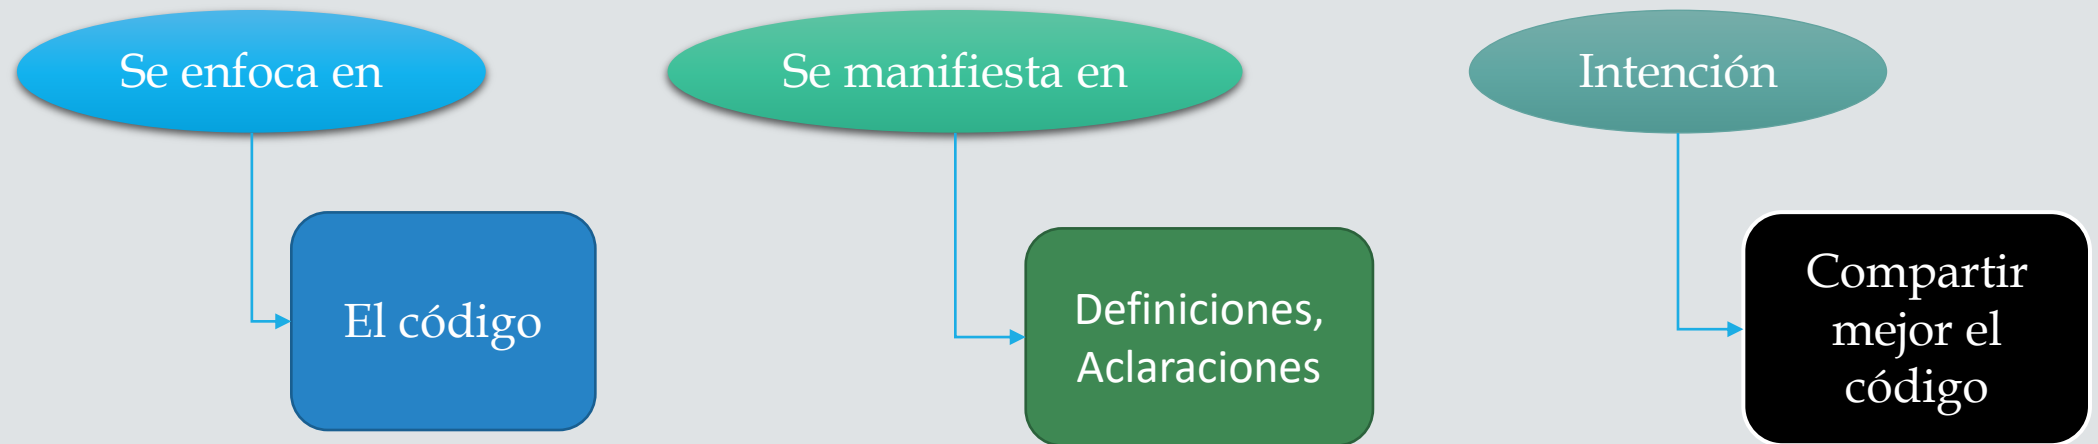 Se enfoca en
Se manifiesta en
Intención
El código
Definiciones,
Aclaraciones
Compartir
mejor el
código